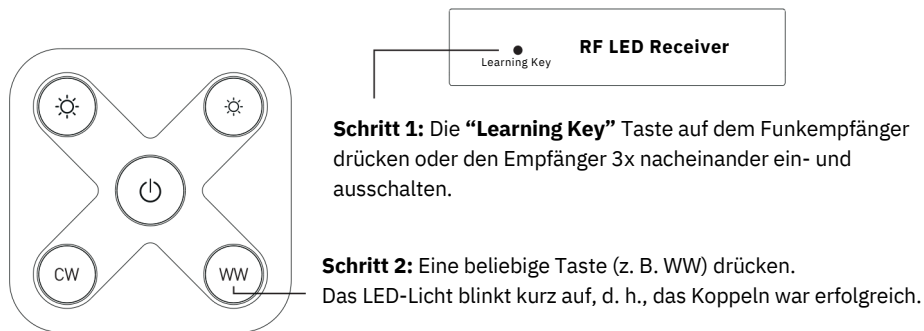 RF LED Receiver
Learning Key
Schritt 1: Die “Learning Key” Taste auf dem Funkempfänger
drücken oder den Empfänger 3x nacheinander ein- und
ausschalten.
CW
WW
Schritt 2: Eine beliebige Taste (z. B. WW) drücken.
Das LED-Licht blinkt kurz auf, d. h., das Koppeln war erfolgreich.